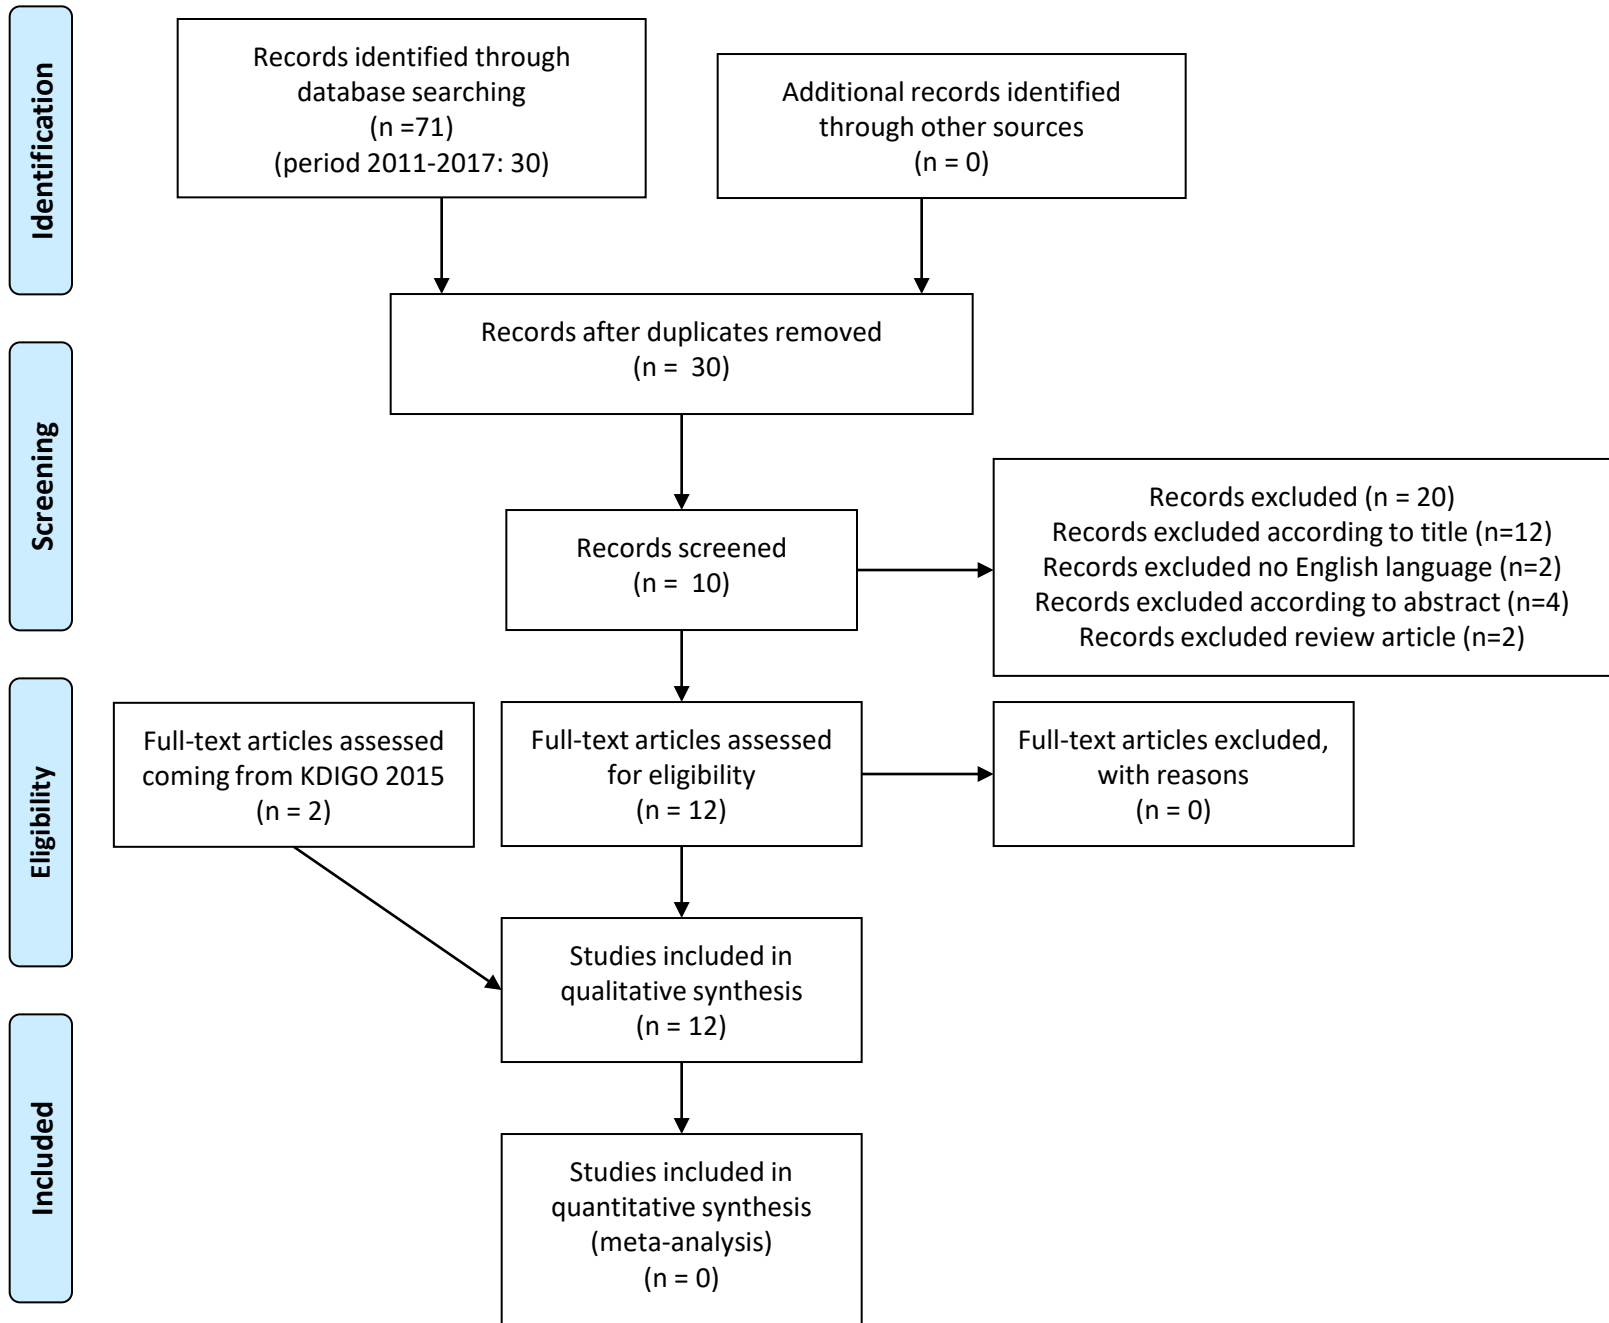 Identification
Records identified through
database searching
(n =71)
(period 2011-2017: 30)
Additional records identified
through other sources
(n = 0)
Records after duplicates removed
(n =  30)
Screening
Records screened
(n =  10)
Records excluded (n = 20)
Records excluded according to title (n=12)
Records excluded no English language (n=2)
Records excluded according to abstract (n=4)
Records excluded review article (n=2)
Eligibility
Full-text articles assessed
coming from KDIGO 2015
(n = 2)
Full-text articles assessed
for eligibility
(n = 12)
Full-text articles excluded,
with reasons
(n = 0)
Studies included in
qualitative synthesis
(n = 12)
Included
Studies included in
quantitative synthesis
(meta-analysis)
(n = 0)